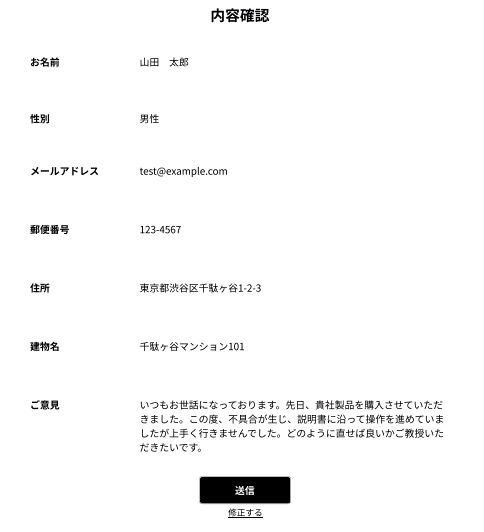 内容確認
お名前 山田　太郎
性別 男性
メールアドレス test@example.com
郵便番号 123-4567
住所 東京都渋谷区千駄ヶ谷1-2-3
建物名 千駄ヶ谷マンション101
ご意見 いつもお世話になっております。先日、貴社製品を購入させていただ
きました。この度、不具合が生じ、説明書に沿って操作を進めていま
したが上手く行きませんでした。どのように直せば良いかご教授いた
だきたいです。
送信
修正する